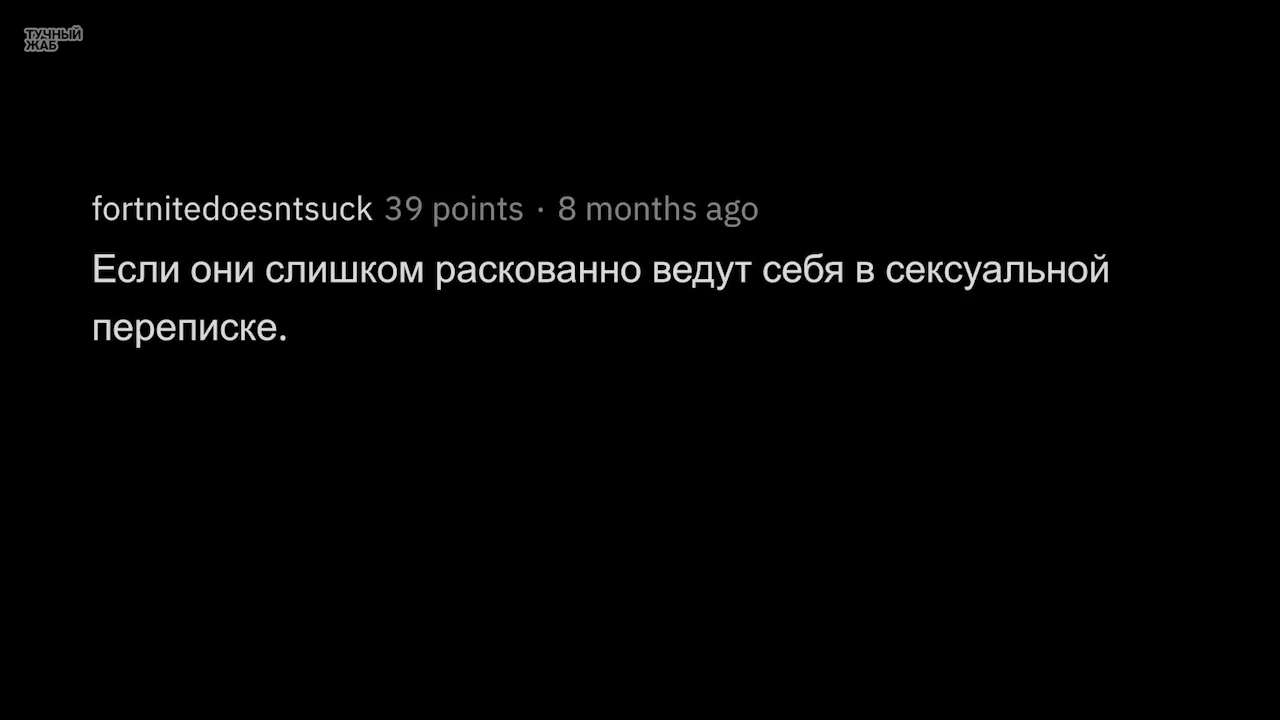 ТУЧНЫЙ
ЖАБ
fortnitedoesntsuck 39 points · 8 months ago
Если они слишком раскованно ведут себя в сексуальной
переписке.